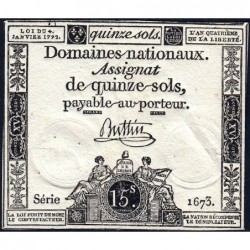 LOI DU 4. JANVIER 1792.
quinze-sols.
L'AN QUATRIÈME DE LA LIBERTÉ.
Domaines nationaux.
Assignat
de quinze-sols,
payable-au-porteur.
Buttin
15.s
Série 1673.
LA LOI PUNIT DE MORT LE CONTREFACTEUR.
LA NATION RÉCOMPENSE LE DÉNONCIATEUR.